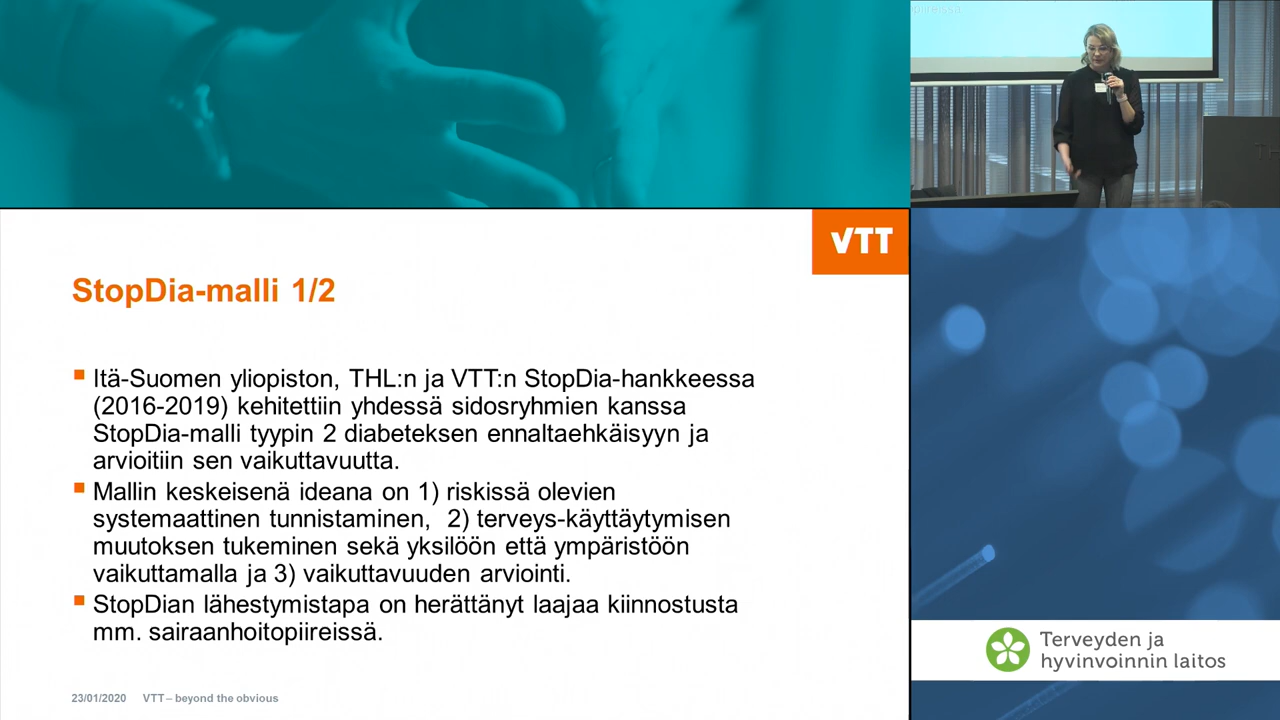 VTT
StopDia-malli 1/2
Itä-Suomen yliopiston, THL:n ja VTT:n StopDia-hankkeessa
(2016-2019) kehitettiin yhdessä sidosryhmien kanssa
StopDia-malli tyypin 2 diabeteksen ennaltaehkäisyyn ja
arvioitiin sen vaikuttavuutta.
Mallin keskeisenä ideana on 1) riskissä olevien
systemaattinen tunnistaminen, 2) terveys-käyttäytymisen
muutoksen tukeminen sekä yksilöön että ympäristöön
vaikuttamalla ja 3) vaikuttavuuden arviointi.
StopDian lähestymistapa on herättänyt laajaa kiinnostusta
mm. sairaanhoitopiireissä.
23/01/2020 VTT – beyond the obvious
Terveyden ja
hyvinvoinnin laitos